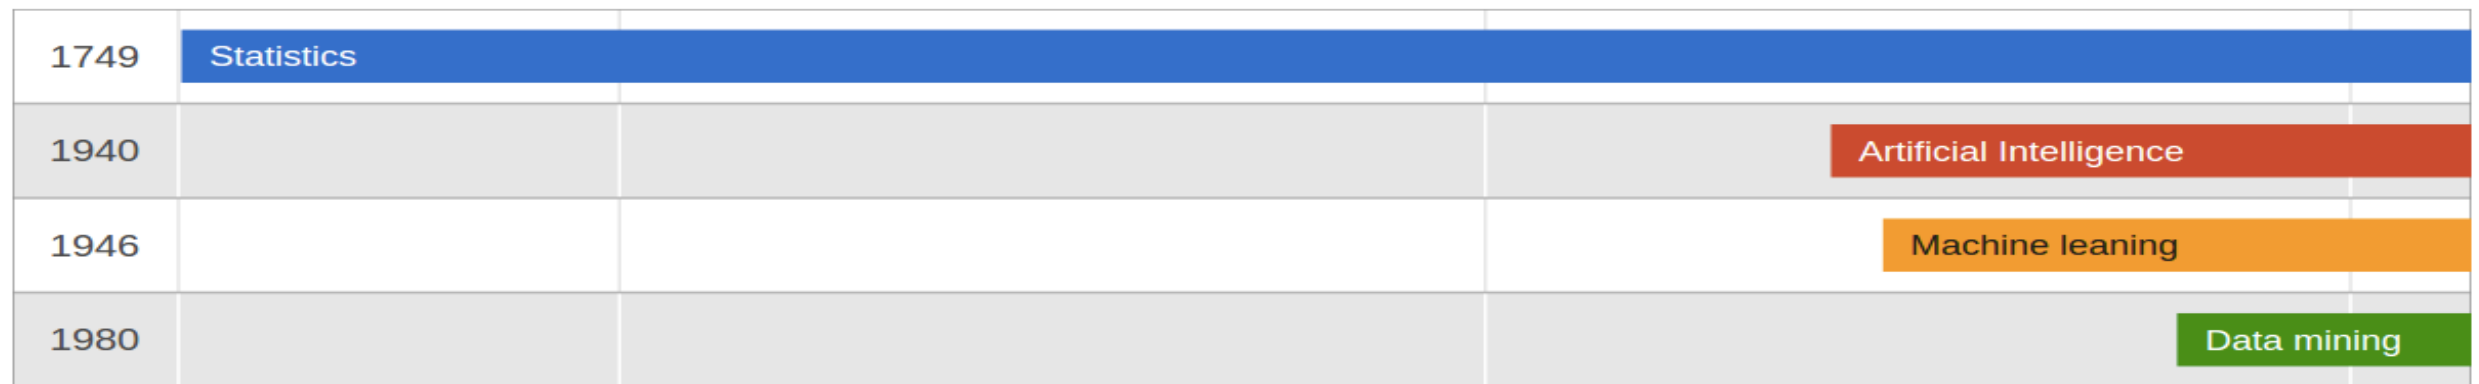 1749 Statistics
1940 Artificial Intelligence
1946 Machine leaning
1980 Data mining